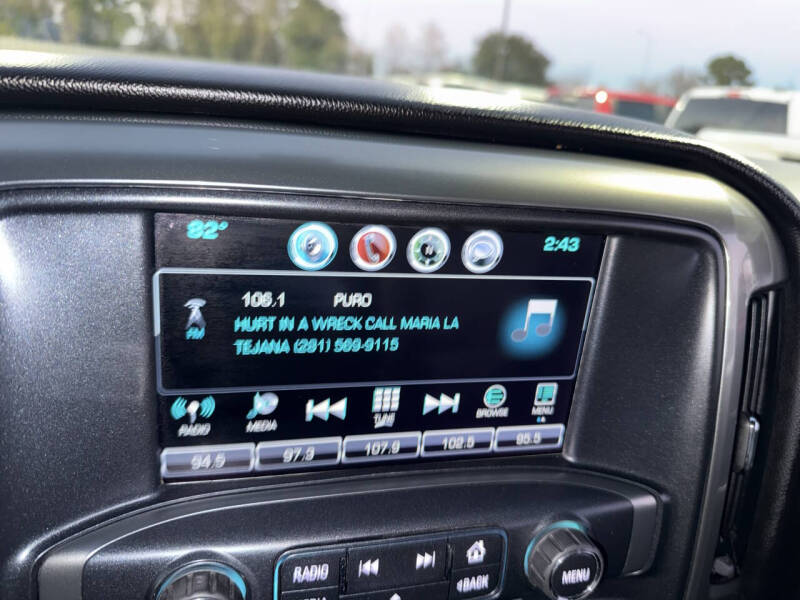 82° 2:43
106.1 PURO
HURT IN A WRECK CALL MARIA LA
TEJANA (281) 569-9115
FM
RADIO MEDIA TUNE BROWSE MENU
94.5 97.9 107.9 102.5 95.5
RADIO
BACK
MENU